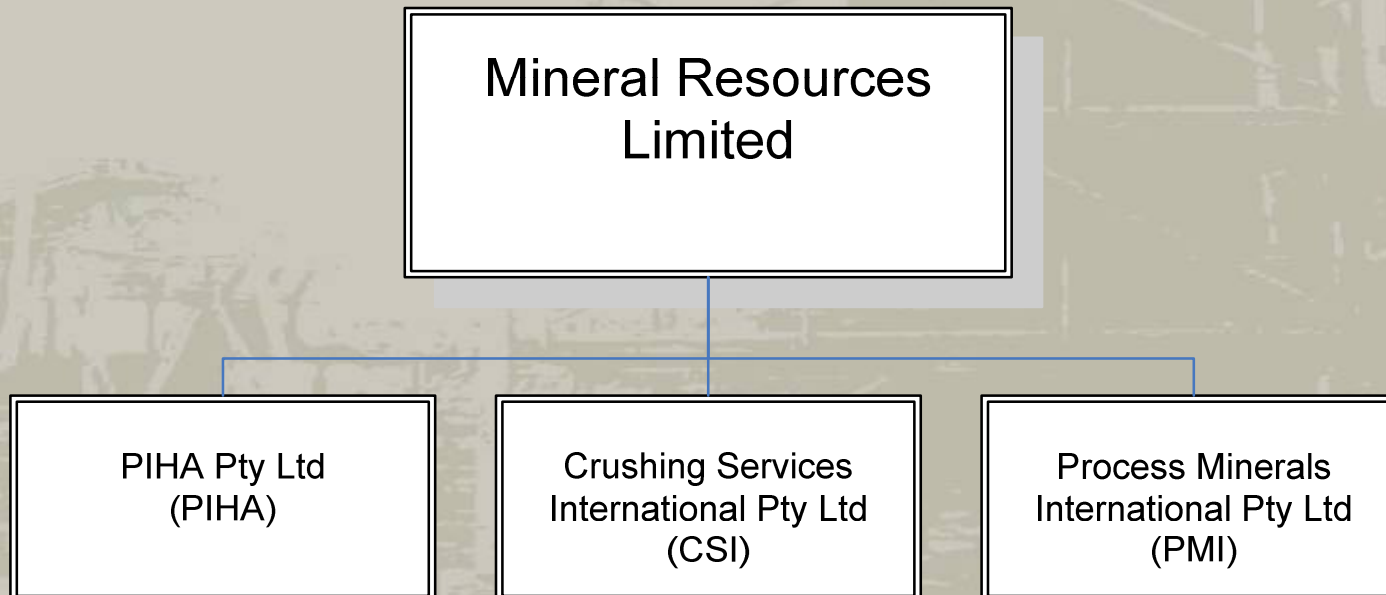 Mineral Resources
Limited
PIHA Pty Ltd
(PIHA)
Crushing Services
International Pty Ltd
(CSI)
Process Minerals
International Pty Ltd
(PMI)